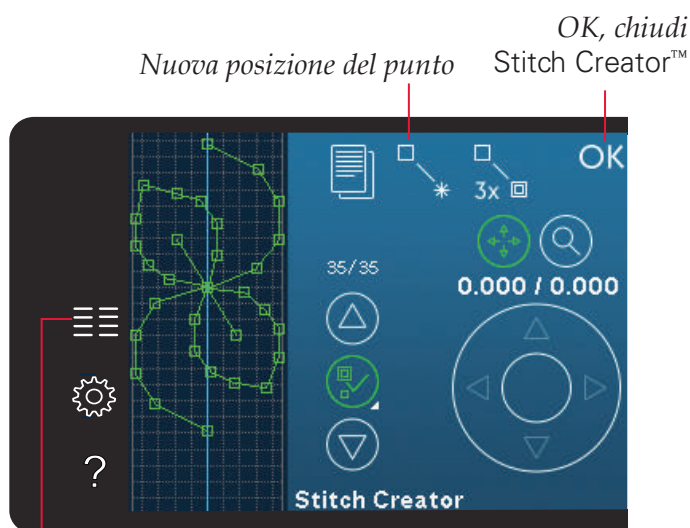 OK, chiudi
Stitch Creator™
Nuova posizione del punto
OK
3x
35/35
0.000 / 0.000
?
Stitch Creator